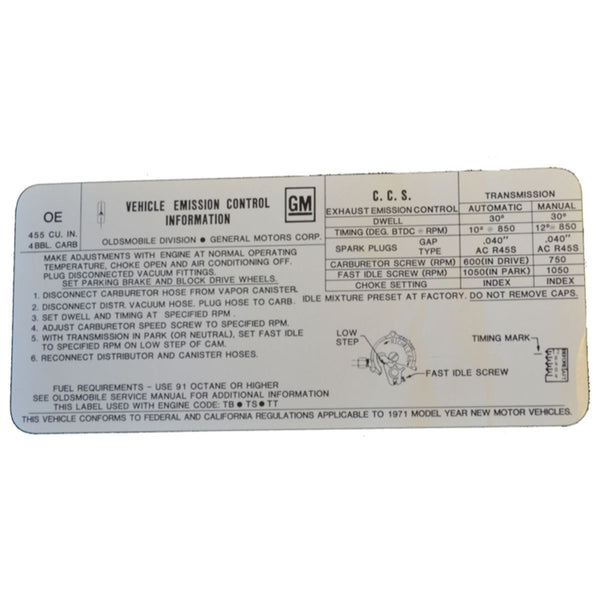 OE
455 CU. IN.
4BBL. CARB
VEHICLE EMISSION CONTROL
INFORMATION
GM
OLDSMOBILE DIVISION • GENERAL MOTORS CORP.
C. C. S. TRANSMISSION
EXHAUST EMISSION CONTROL AUTOMATIC MANUAL
DWELL 30° 30°
TIMING (DEG. BTDC @ RPM) 10° @ 850 12° @ 850
SPARK PLUGS GAP .040" .040"
TYPE AC R45S AC R45S
CARBURETOR SCREW (RPM) 600(IN DRIVE) 750
FAST IDLE SCREW (RPM) 1050(IN PARK) 1050
CHOKE SETTING INDEX INDEX
MAKE ADJUSTMENTS WITH ENGINE AT NORMAL OPERATING
TEMPERATURE, CHOKE OPEN AND AIR CONDITIONING OFF.
PLUG DISCONNECTED VACUUM FITTINGS.
SET PARKING BRAKE AND BLOCK DRIVE WHEELS.
1. DISCONNECT CARBURETOR HOSE FROM VAPOR CANISTER.
2. DISCONNECT DISTR. VACUUM HOSE. PLUG HOSE TO CARB. IDLE MIXTURE PRESET AT FACTORY. DO NOT REMOVE CAPS.
3. SET DWELL AND TIMING AT SPECIFIED RPM.
4. ADJUST CARBURETOR SPEED SCREW TO SPECIFIED RPM.
5. WITH TRANSMISSION IN PARK (OR NEUTRAL), SET FAST IDLE
TO SPECIFIED RPM ON LOW STEP OF CAM.
6. RECONNECT DISTRIBUTOR AND CANISTER HOSES.
LOW
STEP
FAST IDLE SCREW
TIMING MARK
FUEL REQUIREMENTS - USE 91 OCTANE OR HIGHER
SEE OLDSMOBILE SERVICE MANUAL FOR ADDITIONAL INFORMATION
THIS LABEL USED WITH ENGINE CODE: TB • TS • TT
THIS VEHICLE CONFORMS TO FEDERAL AND CALIFORNIA REGULATIONS APPLICABLE TO 1971 MODEL YEAR NEW MOTOR VEHICLES.